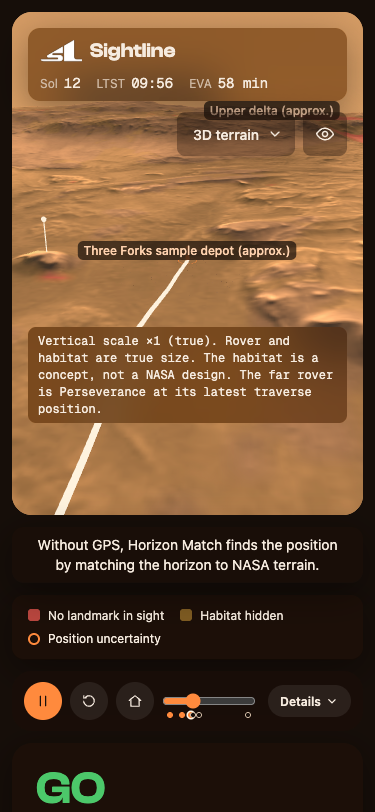 Sightline
Sol 12 LTST 09:56 EVA 58 min
Upper delta (approx.)
3D terrain
Three Forks sample depot (approx.)
Vertical scale ×1 (true). Rover and
habitat are true size. The habitat is a
concept, not a NASA design. The far rover
is Perseverance at its latest traverse
position.
Without GPS, Horizon Match finds the position
by matching the horizon to NASA terrain.
No landmark in sight Habitat hidden
Position uncertainty
Details
GO